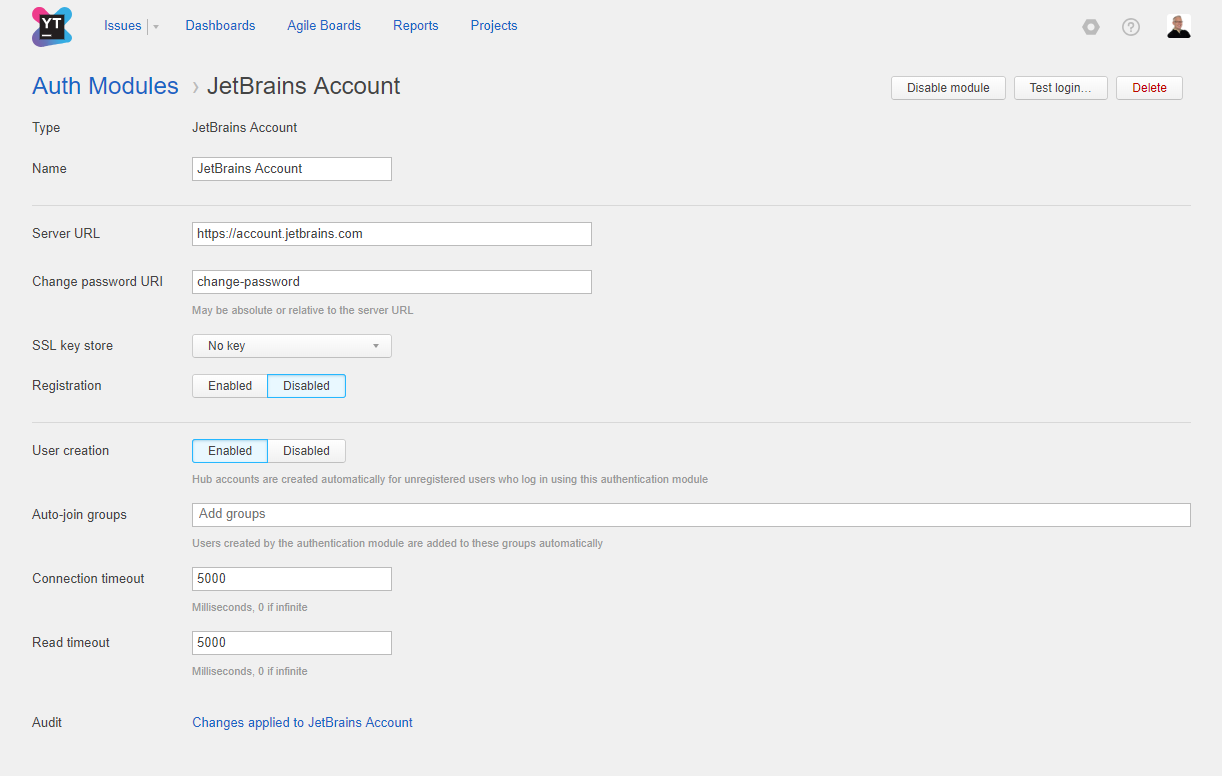 YT Issues Dashboards Agile Boards Reports Projects ?
Auth Modules › JetBrains Account Disable module Test login... Delete
Type JetBrains Account
Name JetBrains Account
Server URL https://account.jetbrains.com
Change password URI change-password
May be absolute or relative to the server URL
SSL key store No key
Registration Enabled Disabled
User creation Enabled Disabled
Hub accounts are created automatically for unregistered users who log in using this authentication module
Auto-join groups Add groups
Users created by the authentication module are added to these groups automatically
Connection timeout 5000
Milliseconds, 0 if infinite
Read timeout 5000
Milliseconds, 0 if infinite
Audit Changes applied to JetBrains Account